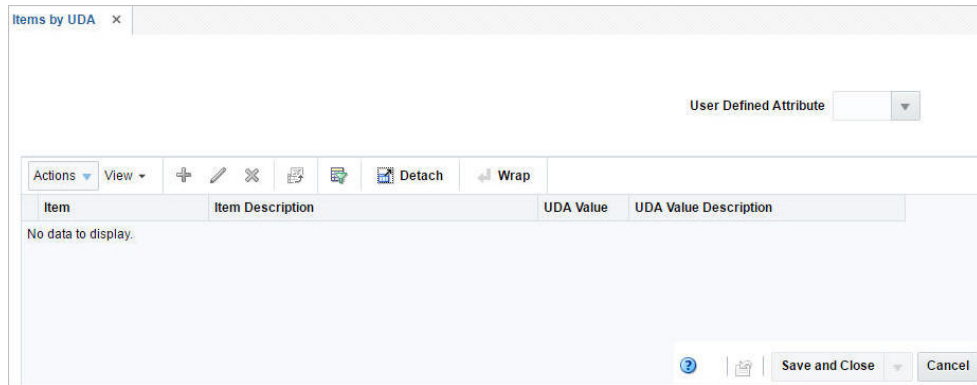 Items by UDA
User Defined Attribute
Actions View Detach Wrap
Item Item Description UDA Value UDA Value Description
No data to display.
Save and Close Cancel